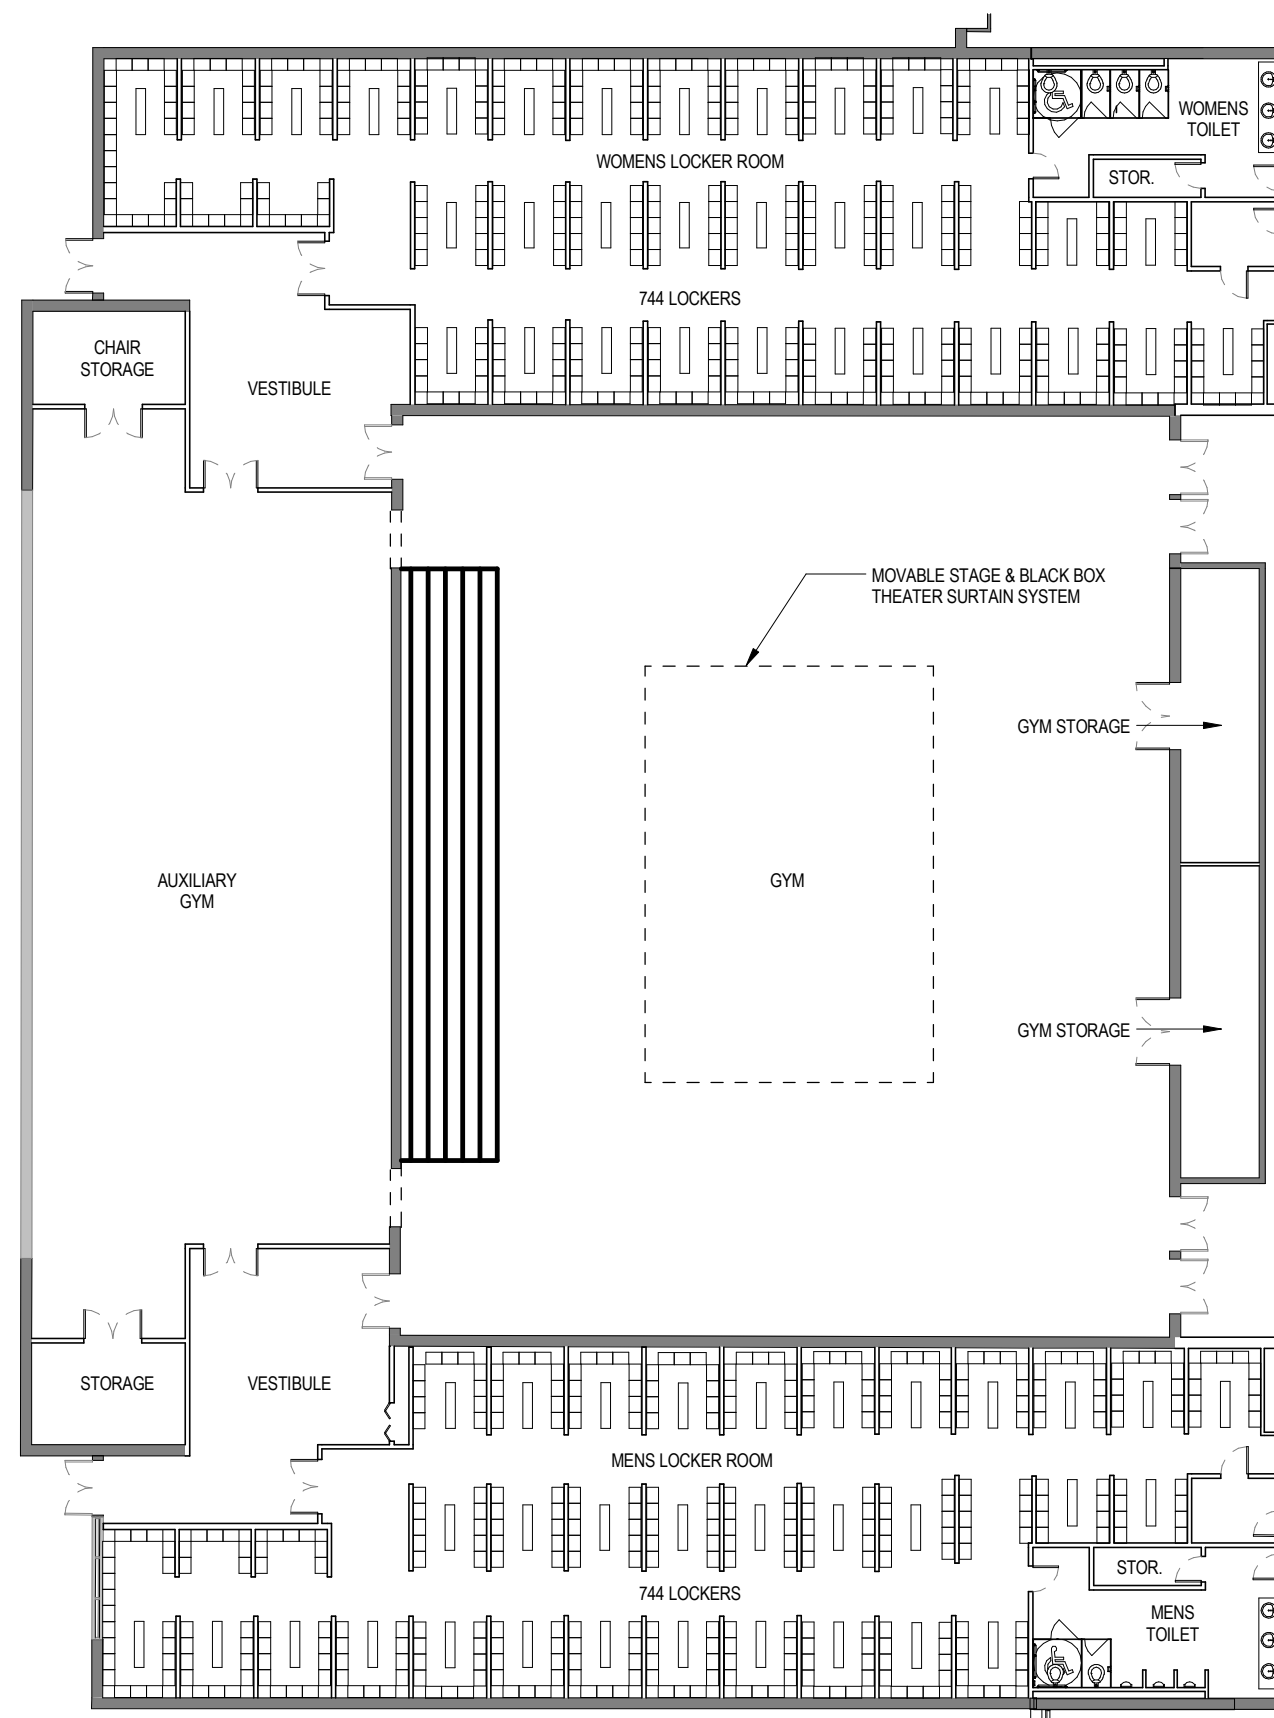 WOMENS
TOILET
WOMENS LOCKER ROOM
STOR.
744 LOCKERS
CHAIR
STORAGE
VESTIBULE
MOVABLE STAGE & BLACK BOX
THEATER SURTAIN SYSTEM
GYM STORAGE
AUXILIARY
GYM
GYM
GYM STORAGE
STORAGE
VESTIBULE
MENS LOCKER ROOM
STOR.
744 LOCKERS
MENS
TOILET